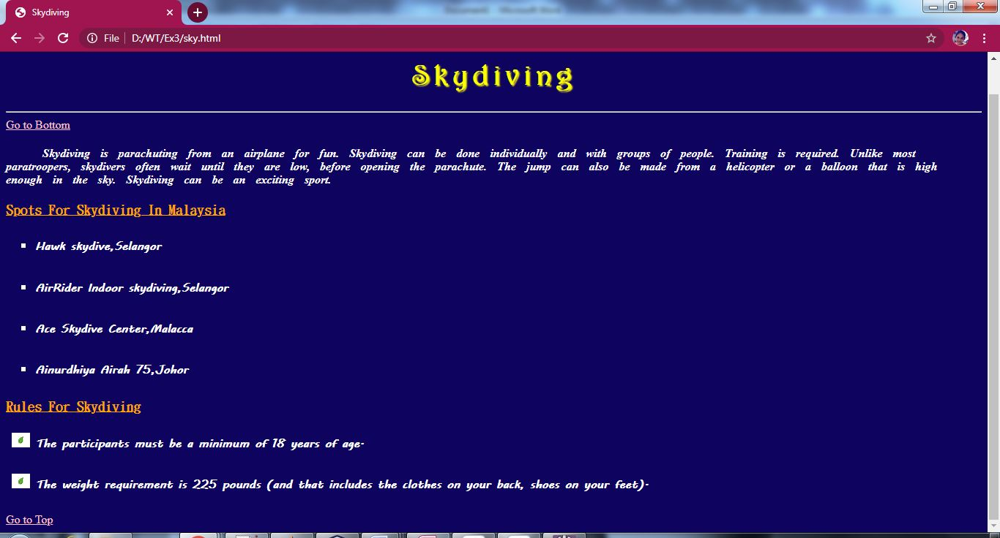 Skydiving
File
D:/WT/Ex3/sky.html
Skydiving
Go to Bottom
Skydiving is parachuting from an airplane for fun. Skydiving can be done individually and with groups of people. Training is required. Unlike most
paratroopers, skydivers often wait until they are low, before opening the parachute. The jump can also be made from a helicopter or a balloon that is high
enough in the sky. Skydiving can be an exciting sport.
Spots For Skydiving In Malaysia
Hawk skydive,Selangor
AirRider Indoor skydiving,Selangor
Ace Skydive Center,Malacca
Ainurdhiya Airah 75,Johor
Rules For Skydiving
The participants must be a minimum of 18 years of age.
The weight requirement is 225 pounds (and that includes the clothes on your back, shoes on your feet).
Go to Top